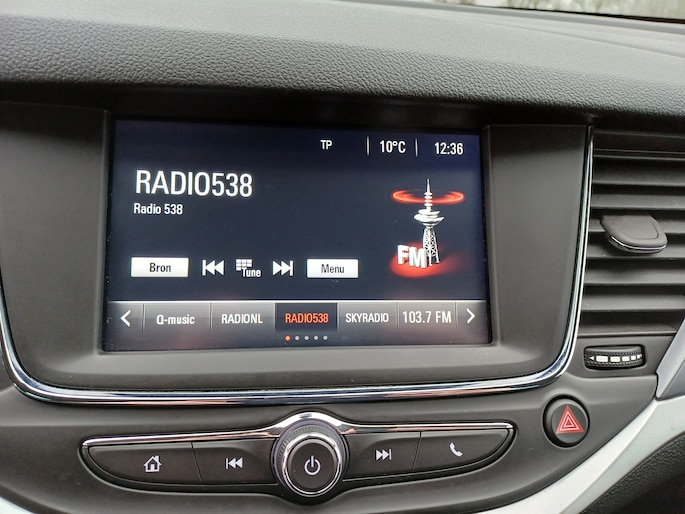 TP 10°C 12:36
RADIO538
Radio 538
FM
Bron Tune Menu
Q-music RADIONL RADIO538 SKYRADIO 103.7 FM